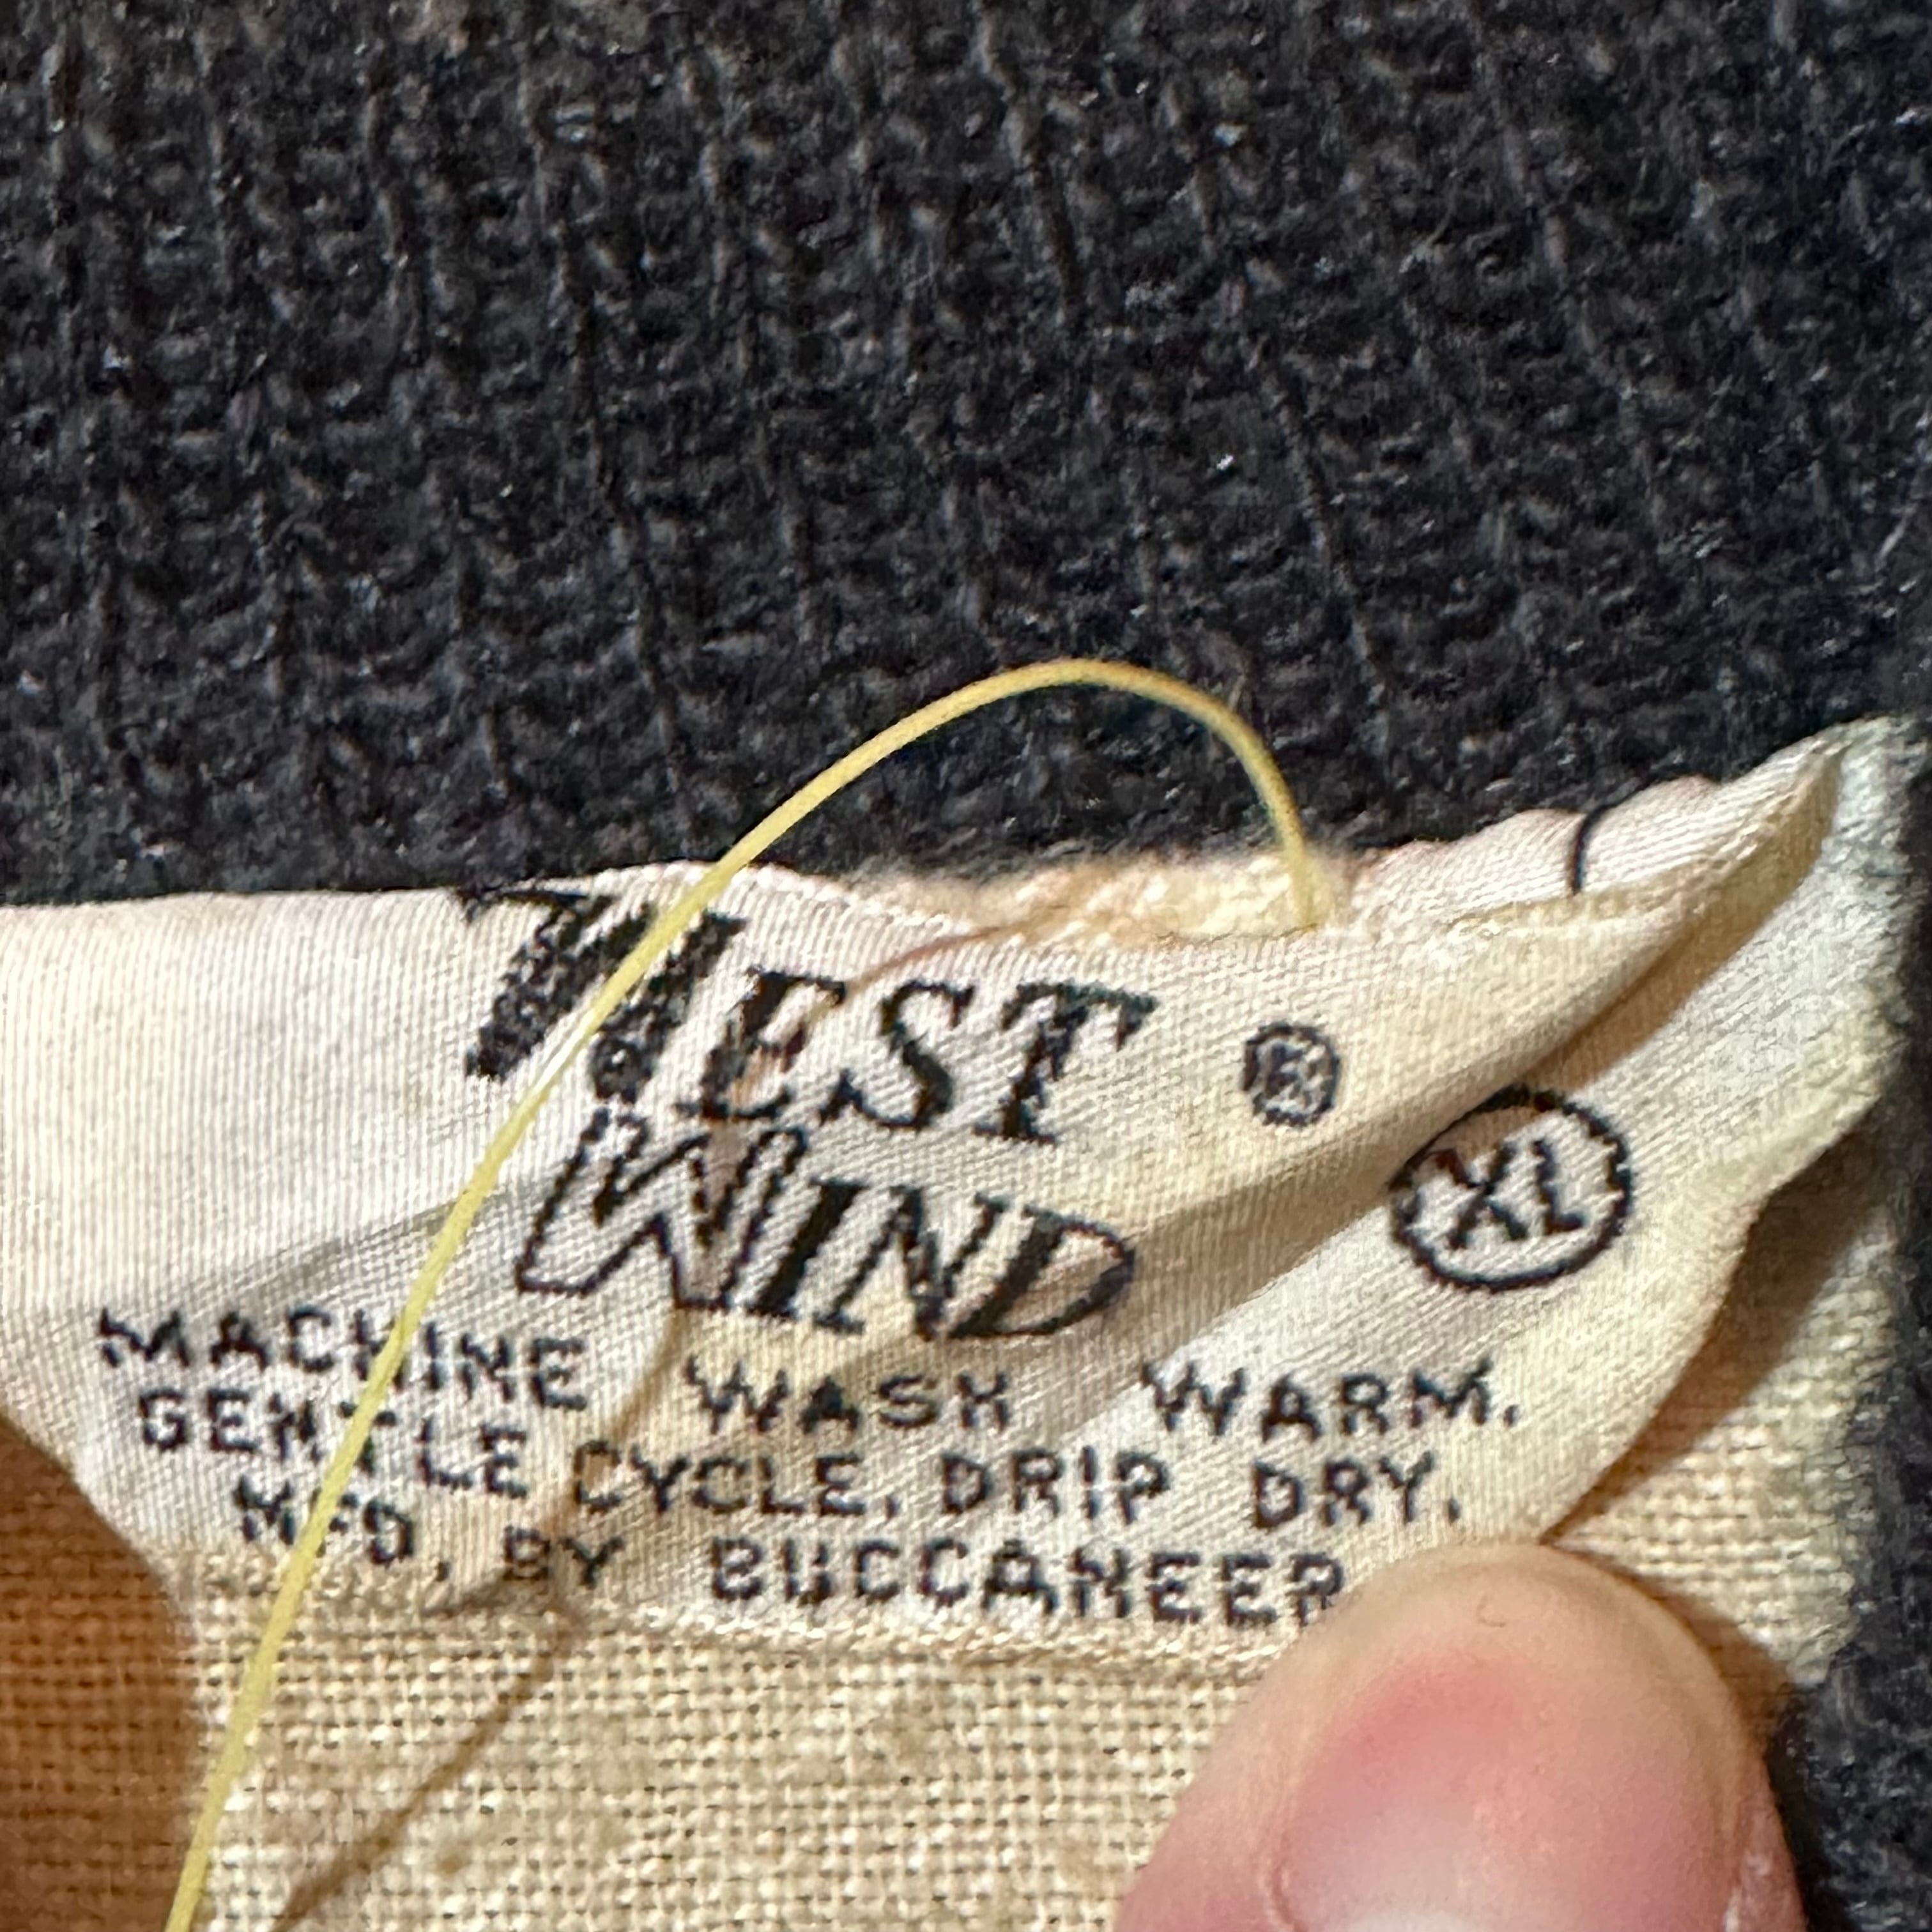 WEST ®
WIND XL
MACHINE WASH WARM.
GENTLE CYCLE, DRIP DRY.
MFD. BY BUCCANEER